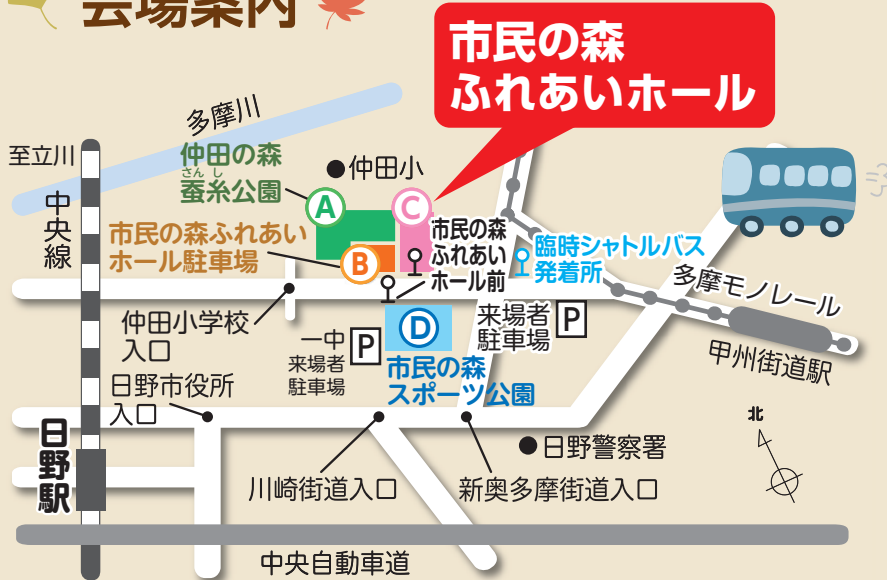 会場案内
市民の森
ふれあいホール
多摩川
至立川
中央線
仲田の森
さんし
蚕糸公園
仲田小
A
C
市民の森ふれあい
ホール駐車場
B
市民の森
ふれあい
ホール前
臨時シャトルバス
発着所
多摩モノレール
甲州街道駅
仲田小学校
入口
一中
来場者
駐車場
P
D
市民の森
スポーツ公園
来場者
駐車場
P
日野市役所
入口
日野駅
川崎街道入口
新奥多摩街道入口
日野警察署
北
中央自動車道